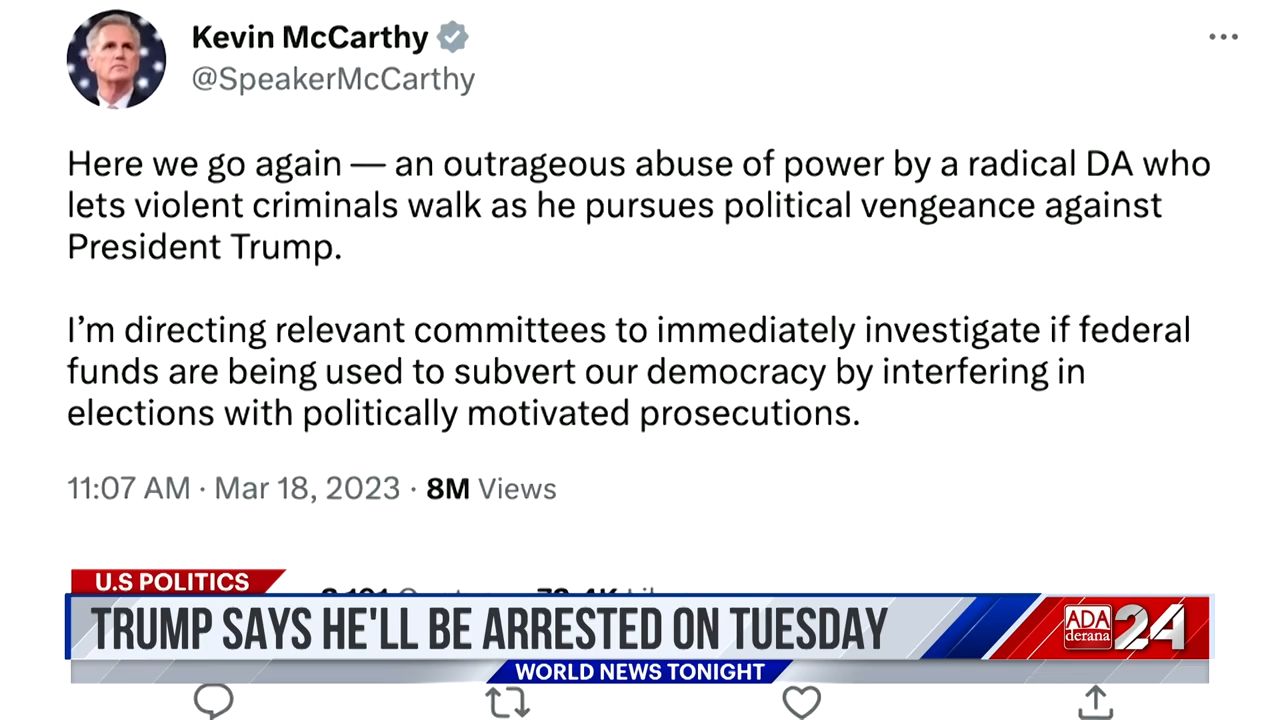 Kevin McCarthy
@SpeakerMcCarthy
Here we go again — an outrageous abuse of power by a radical DA who
lets violent criminals walk as he pursues political vengeance against
President Trump.
I’m directing relevant committees to immediately investigate if federal
funds are being used to subvert our democracy by interfering in
elections with politically motivated prosecutions.
11:07 AM · Mar 18, 2023 · 8M Views
U.S POLITICS
TRUMP SAYS HE'LL BE ARRESTED ON TUESDAY
ADA
derana
24
WORLD NEWS TONIGHT